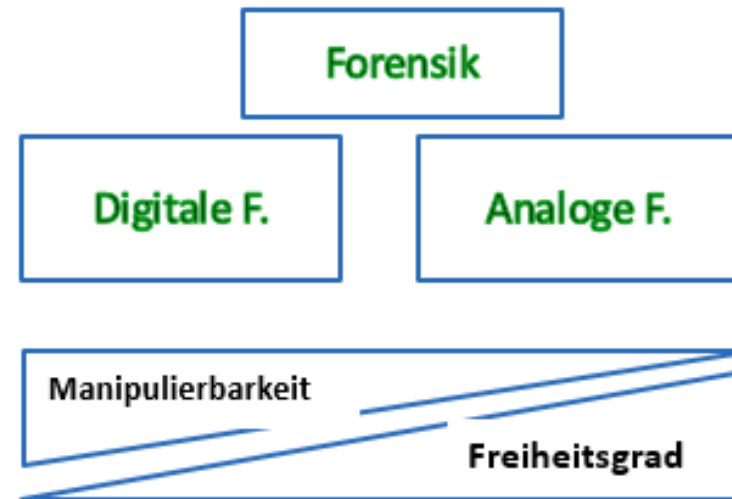 Forensik
Digitale F.
Analoge F.
Manipulierbarkeit
Freiheitsgrad